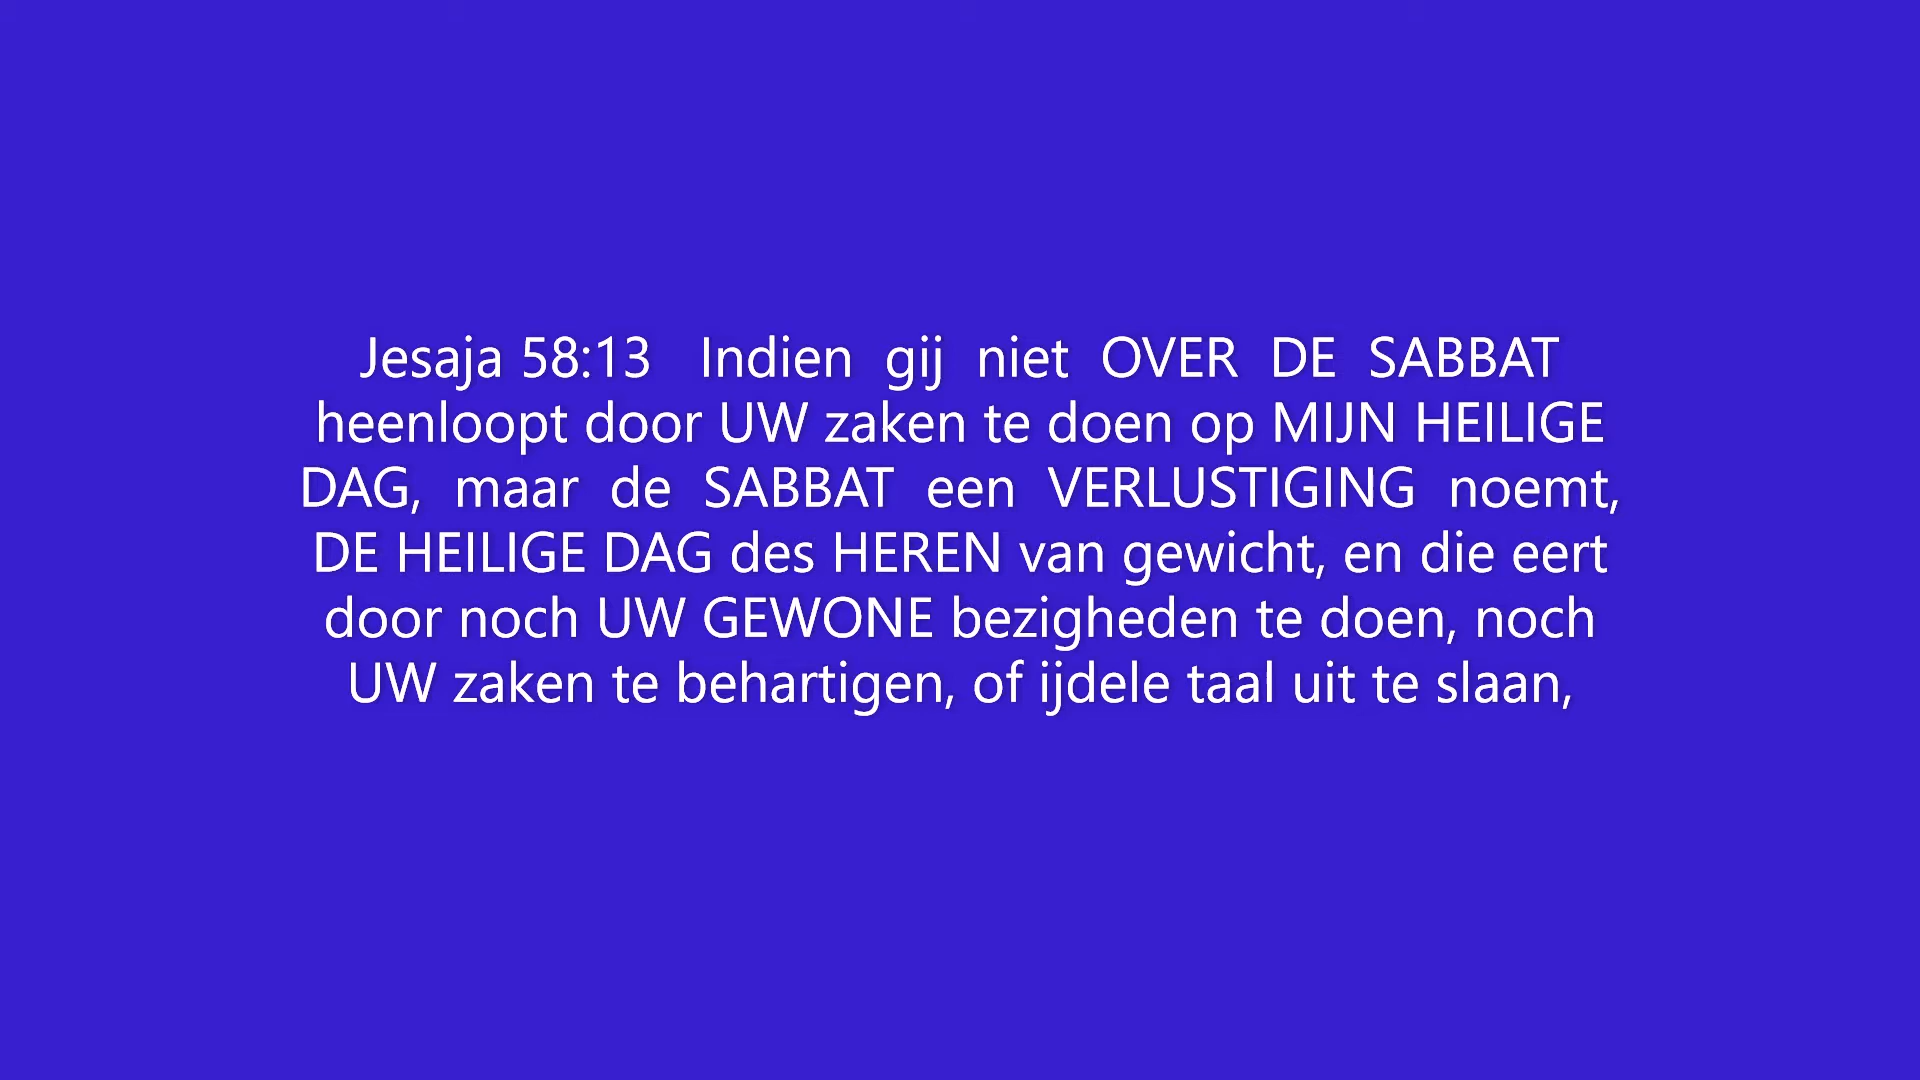 Jesaja 58:13 Indien gij niet OVER DE SABBAT
heenloopt door UW zaken te doen op MIJN HEILIGE
DAG, maar de SABBAT een VERLUSTIGING noemt,
DE HEILIGE DAG des HEREN van gewicht, en die eert
door noch UW GEWONE bezigheden te doen, noch
UW zaken te behartigen, of ijdele taal uit te slaan,